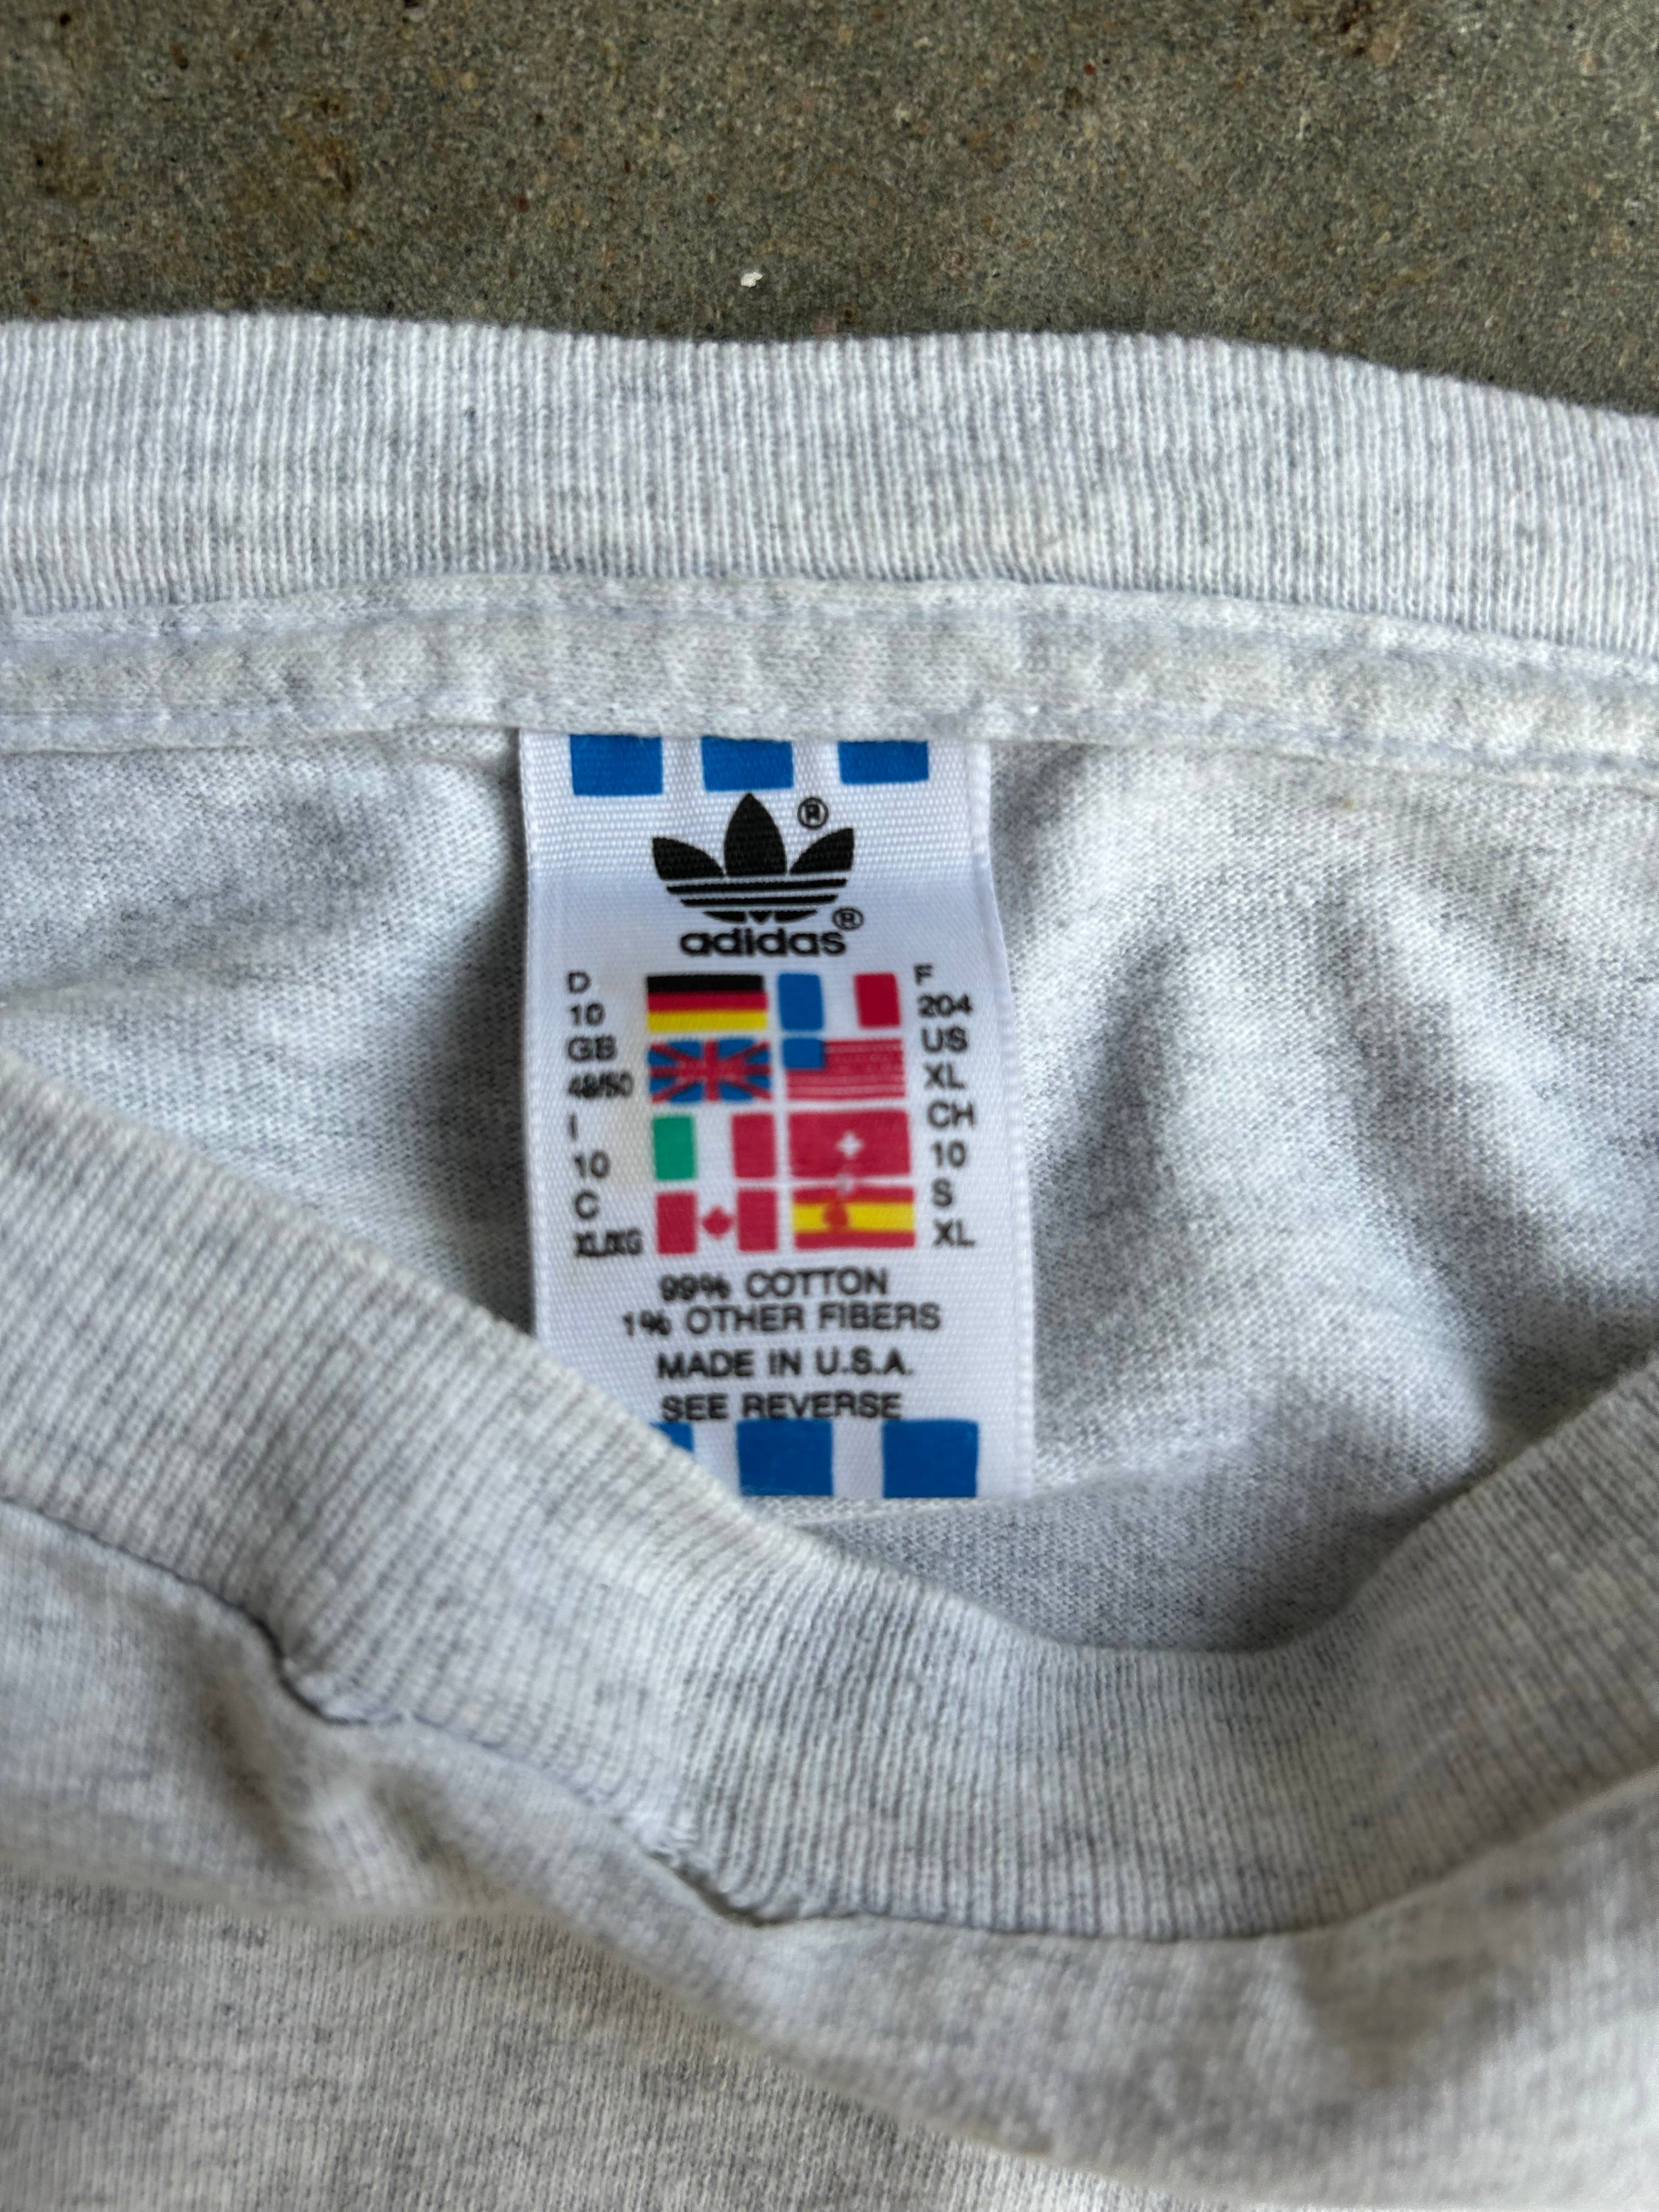 ®
adidas®
D
10
F
204
GB
48/50
US
XL
I
10
CH
10
C
XL/XG
S
XL
99% COTTON
1% OTHER FIBERS
MADE IN U.S.A.
SEE REVERSE